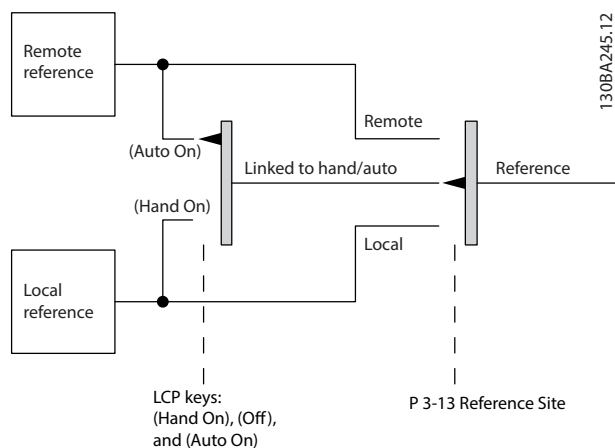 Remote
reference
130BA245.12
Remote
(Auto On)
Linked to hand/auto
Reference
(Hand On)
Local
Local
reference
LCP keys:
(Hand On), (Off),
and (Auto On)
P 3-13 Reference Site